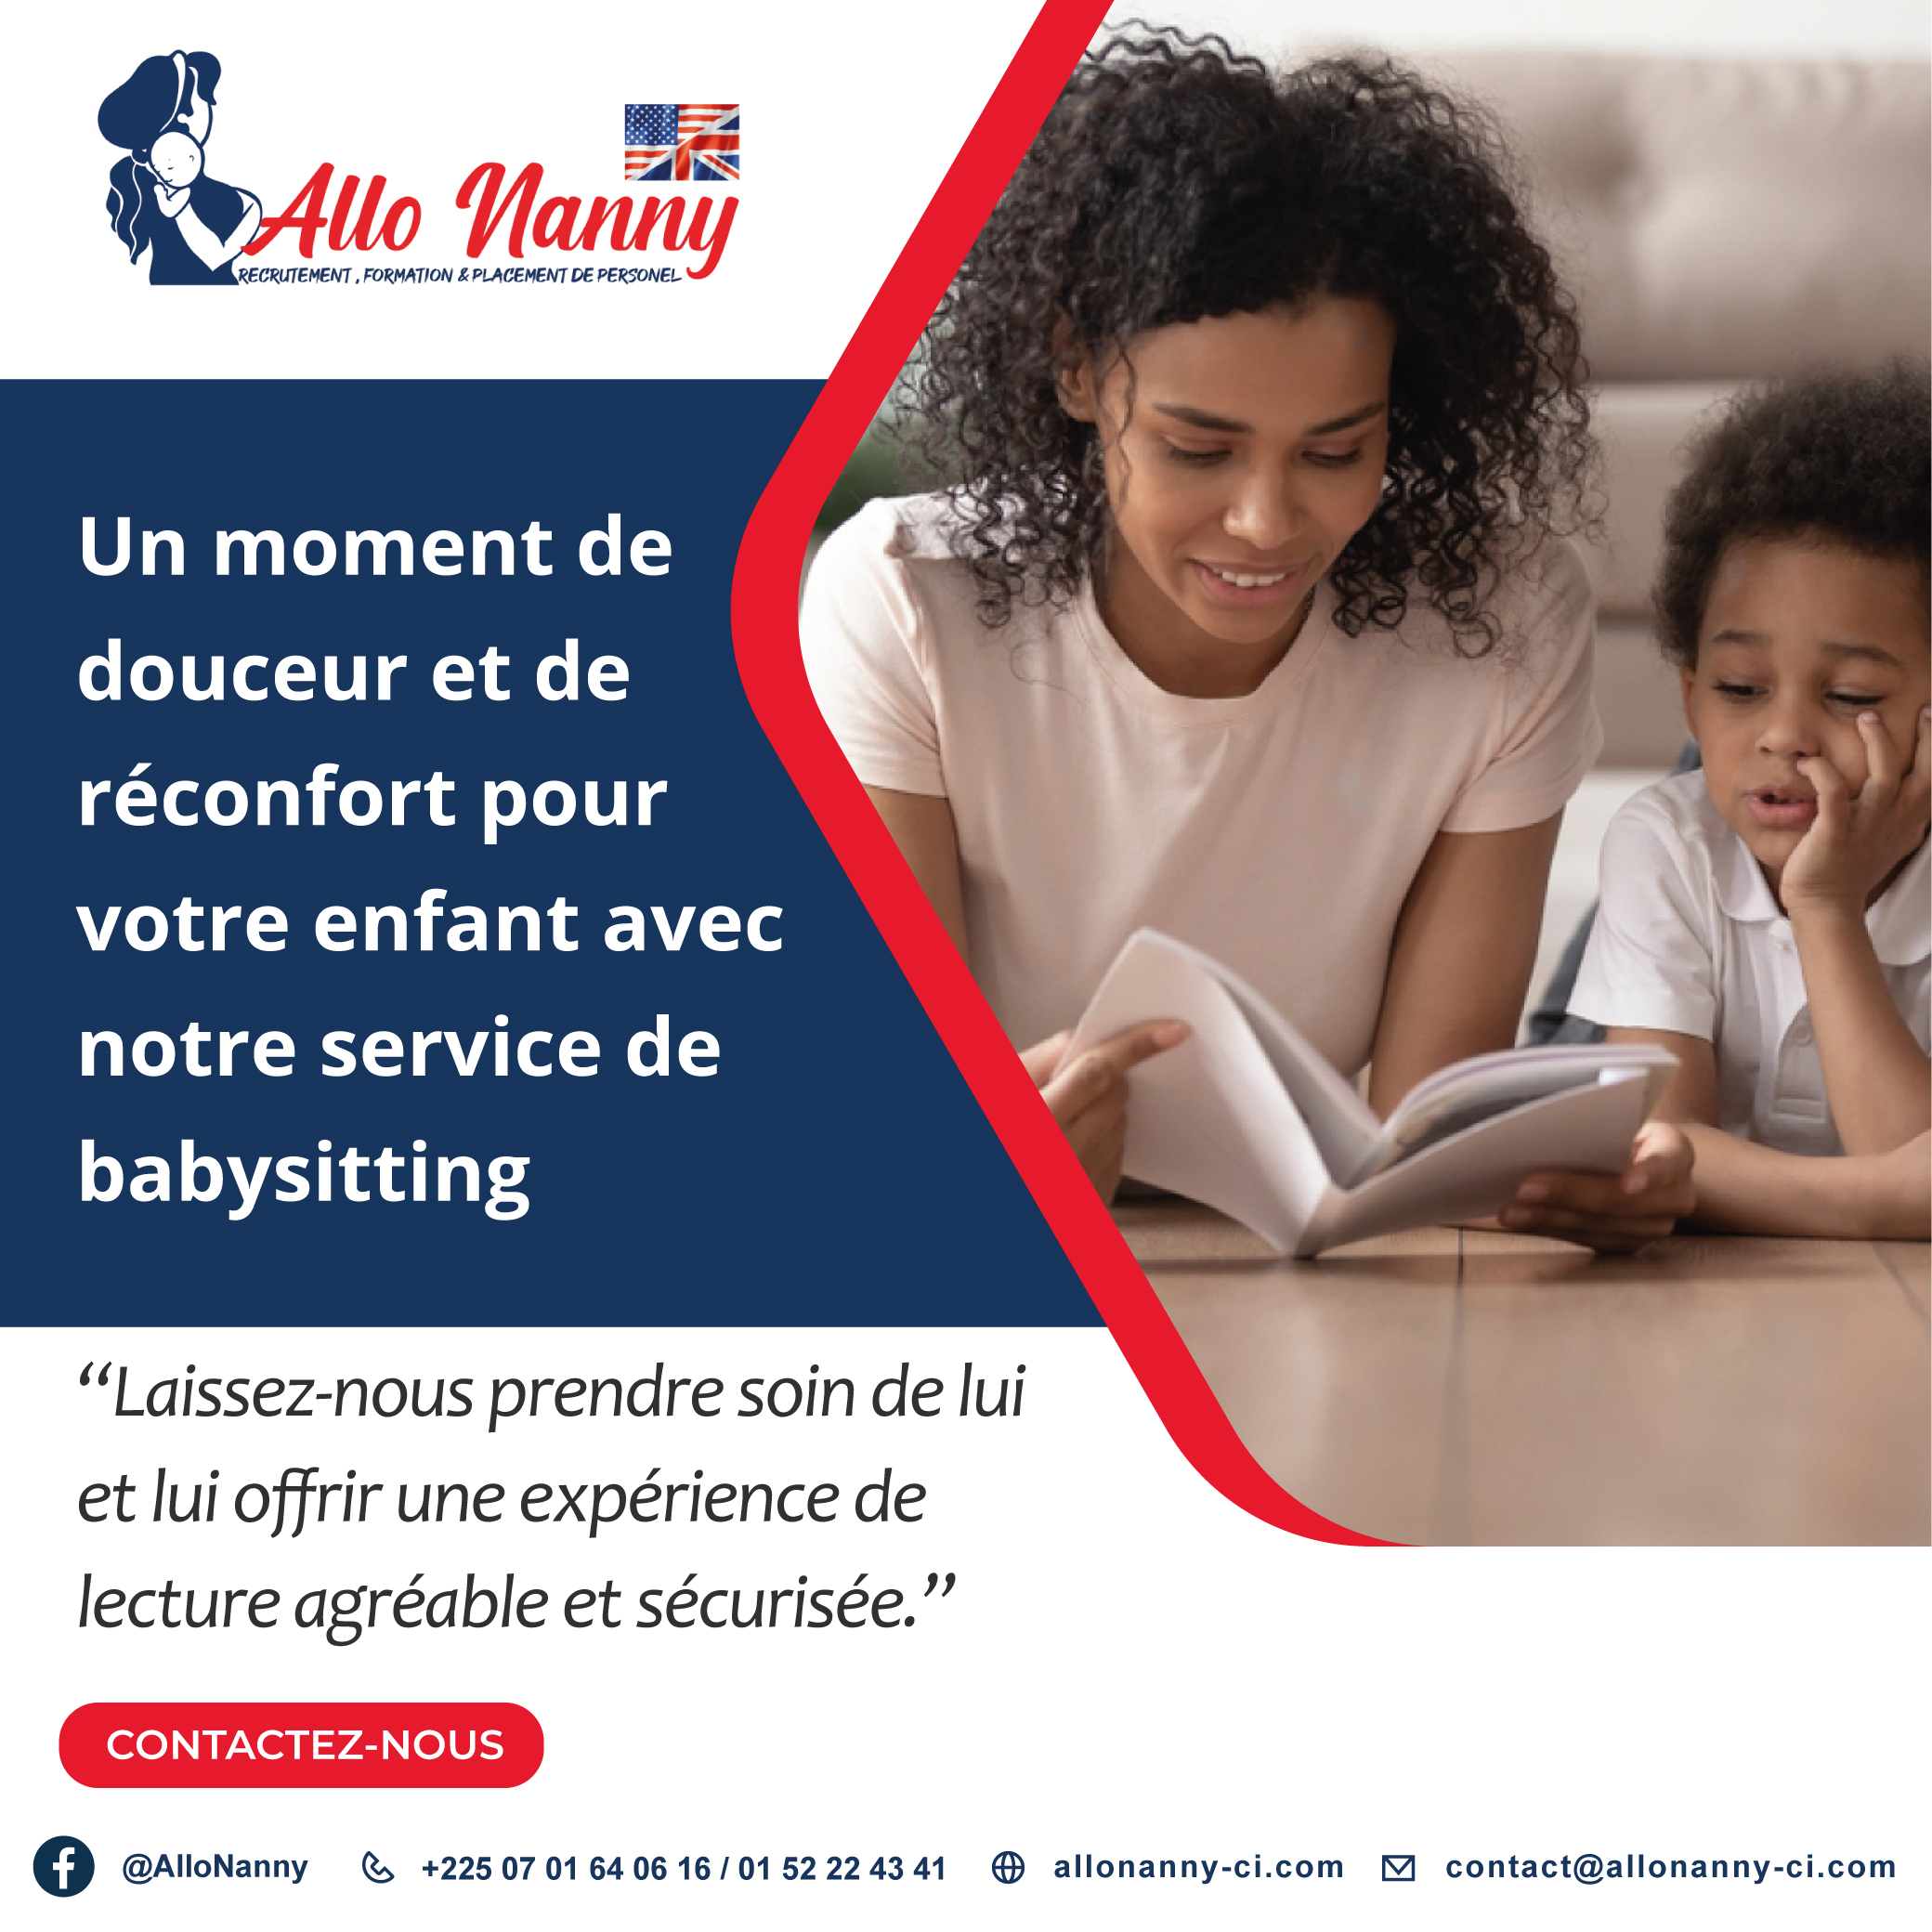 Allo Nanny
RECRUTEMENT , FORMATION & PLACEMENT DE PERSONEL
Un moment de
douceur et de
réconfort pour
votre enfant avec
notre service de
babysitting
“Laissez-nous prendre soin de lui
et lui offrir une expérience de
lecture agréable et sécurisée.”
CONTACTEZ-NOUS
@AlloNanny +225 07 01 64 06 16 / 01 52 22 43 41 allonanny-ci.com contact@allonanny-ci.com